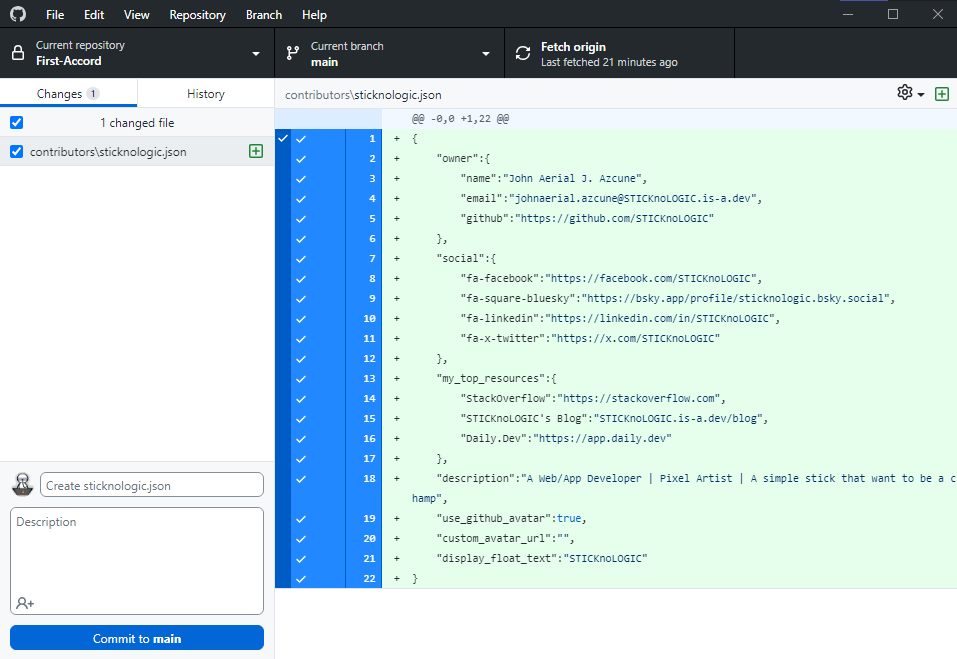 File Edit View Repository Branch Help
Current repository
First-Accord
Current branch
main
Fetch origin
Last fetched 21 minutes ago
Changes 1 History
1 changed file
contributors\sticknologic.json
Create sticknologic.json
Description
Commit to main
contributors\sticknologic.json
@@ -0,0 +1,22 @@
1 + {
2 + "owner":{
3 + "name":"John Aerial J. Azcune",
4 + "email":"johnaerial.azcune@STICKnoLOGIC.is-a.dev",
5 + "github":"https://github.com/STICKnoLOGIC"
6 + },
7 + "social":{
8 + "fa-facebook":"https://facebook.com/STICKnoLOGIC",
9 + "fa-square-bluesky":"https://bsky.app/profile/sticknologic.bsky.social",
10 + "fa-linkedin":"https://linkedin.com/in/STICKnoLOGIC",
11 + "fa-x-twitter":"https://x.com/STICKnoLOGIC"
12 + },
13 + "my_top_resources":{
14 + "StackOverflow":"https://stackoverflow.com",
15 + "STICKnoLOGIC's Blog":"STICKnoLOGIC.is-a.dev/blog",
16 + "Daily.Dev":"https://app.daily.dev"
17 + },
18 + "description":"A Web/App Developer | Pixel Artist | A simple stick that want to be a c
hamp",
19 + "use_github_avatar":true,
20 + "custom_avatar_url":"",
21 + "display_float_text":"STICKnoLOGIC"
22 + }